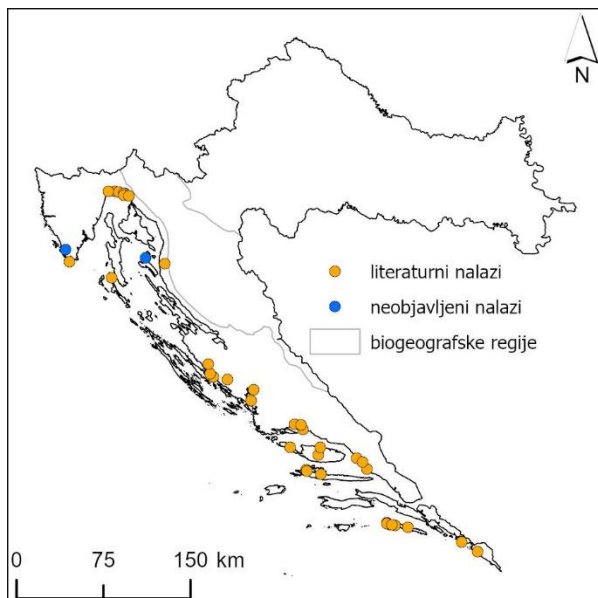 N
literaturni nalazi
neobjavljeni nalazi
biogeografske regije
0 75 150 km